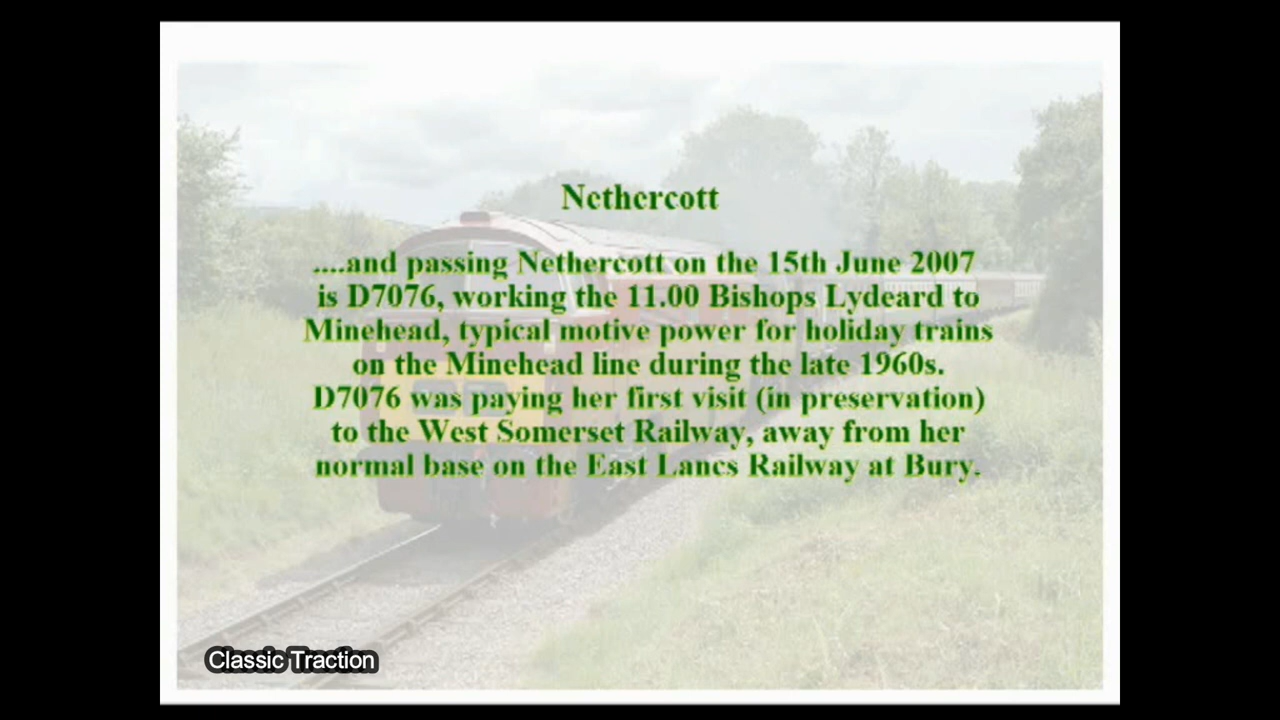 Nethercott
....and passing Nethercott on the 15th June 2007
is D7076, working the 11.00 Bishops Lydeard to
Minehead, typical motive power for holiday trains
on the Minehead line during the late 1960s.
D7076 was paying her first visit (in preservation)
to the West Somerset Railway, away from her
normal base on the East Lancs Railway at Bury.
Classic Traction